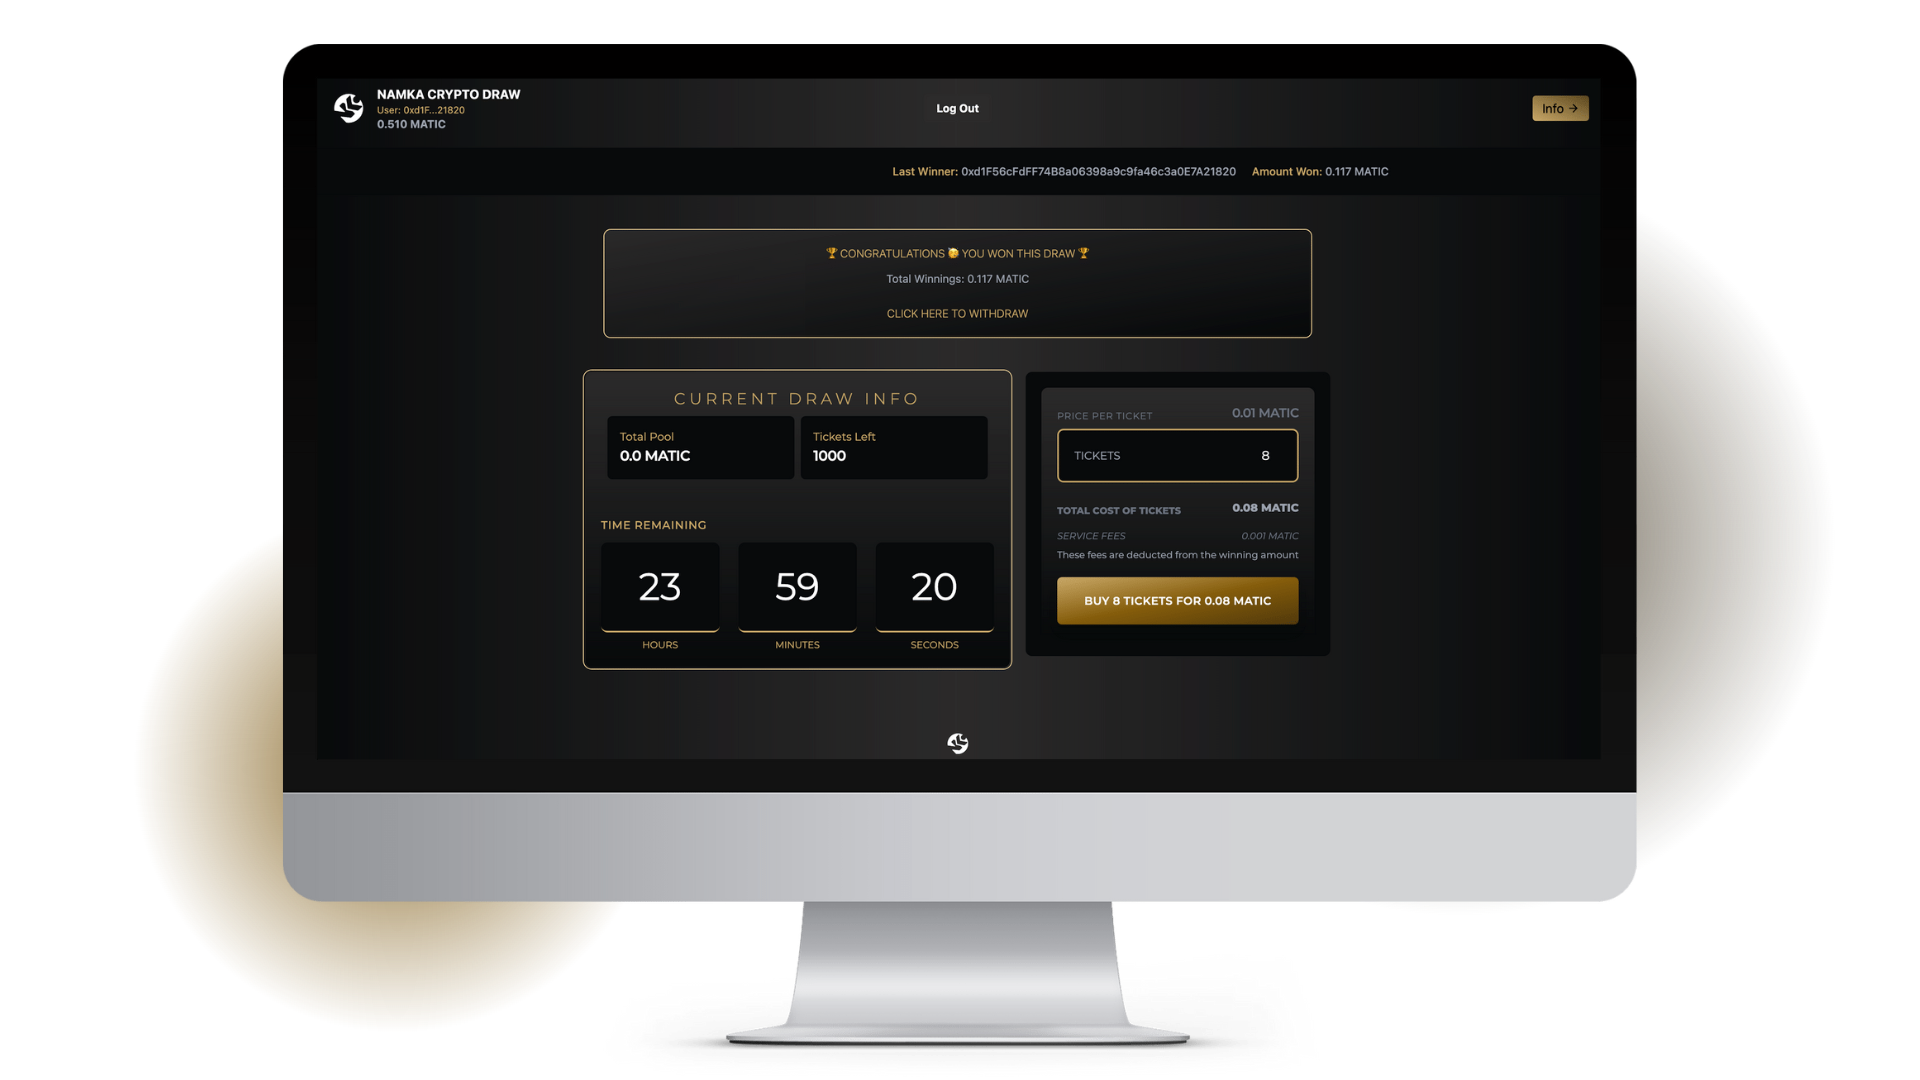 NAMKA CRYPTO DRAW
User: 0xd1F...21820
0.510 MATIC
Log Out
Info →
Last Winner: 0xd1F56cFdFF74B8a06398a9c9fa46c3a0E7A21820 Amount Won: 0.117 MATIC
🏆 CONGRATULATIONS 🥳 YOU WON THIS DRAW 🏆
Total Winnings: 0.117 MATIC
CLICK HERE TO WITHDRAW
CURRENT DRAW INFO
Total Pool
0.0 MATIC
Tickets Left
1000
TIME REMAINING
23 59 20
HOURS MINUTES SECONDS
PRICE PER TICKET 0.01 MATIC
TICKETS 8
TOTAL COST OF TICKETS 0.08 MATIC
SERVICE FEES 0.001 MATIC
These fees are deducted from the winning amount
BUY 8 TICKETS FOR 0.08 MATIC